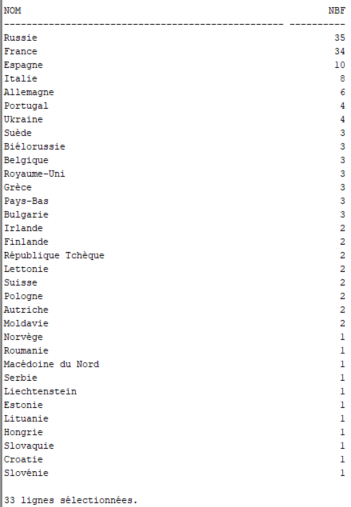 NOM NBF
-------------------------------------------------- ----------
Russie 35
France 34
Espagne 10
Italie 8
Allemagne 6
Portugal 4
Ukraine 4
Suède 3
Biélorussie 3
Belgique 3
Royaume-Uni 3
Grèce 3
Pays-Bas 3
Bulgarie 3
Irlande 2
Finlande 2
République Tchèque 2
Lettonie 2
Suisse 2
Pologne 2
Autriche 2
Moldavie 2
Norvège 1
Roumanie 1
Macédoine du Nord 1
Serbie 1
Liechtenstein 1
Estonie 1
Lituanie 1
Hongrie 1
Slovaquie 1
Croatie 1
Slovénie 1
33 lignes sélectionnées.